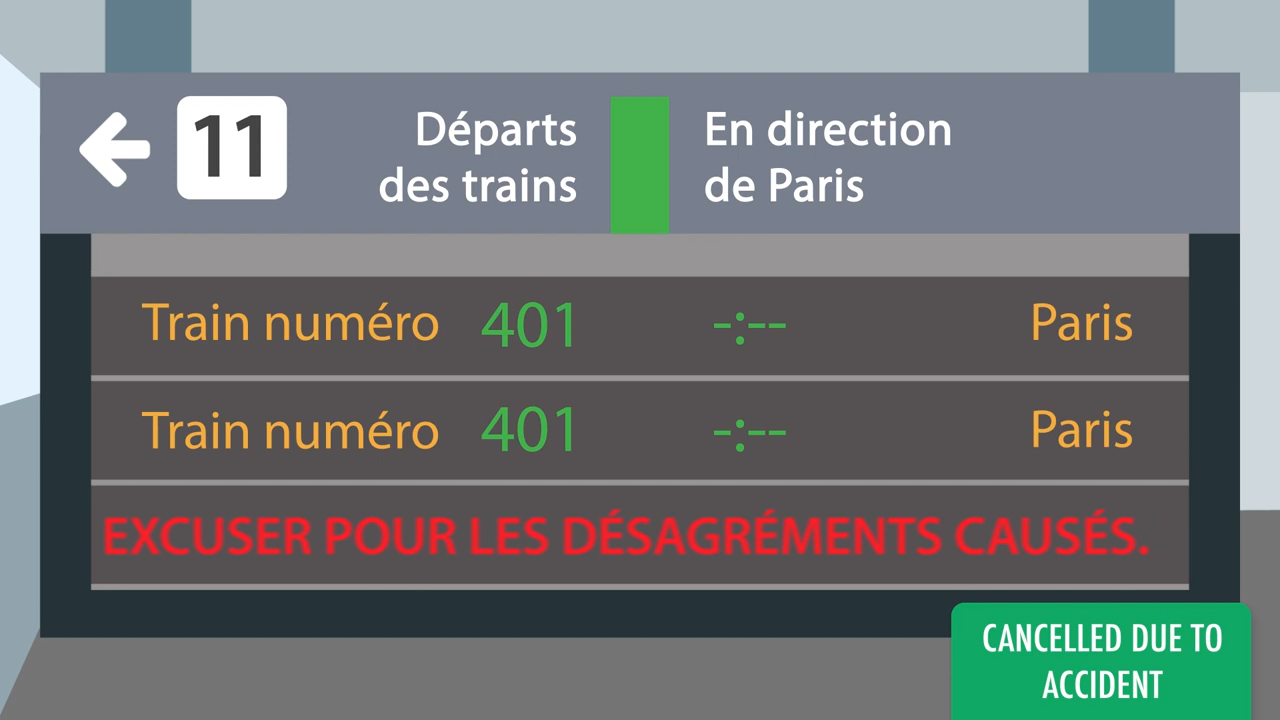 11
Départs
des trains
En direction
de Paris
Train numéro 401 -:-- Paris
Train numéro 401 -:-- Paris
EXCUSER POUR LES DÉSAGRÉMENTS CAUSÉS.
CANCELLED DUE TO
ACCIDENT